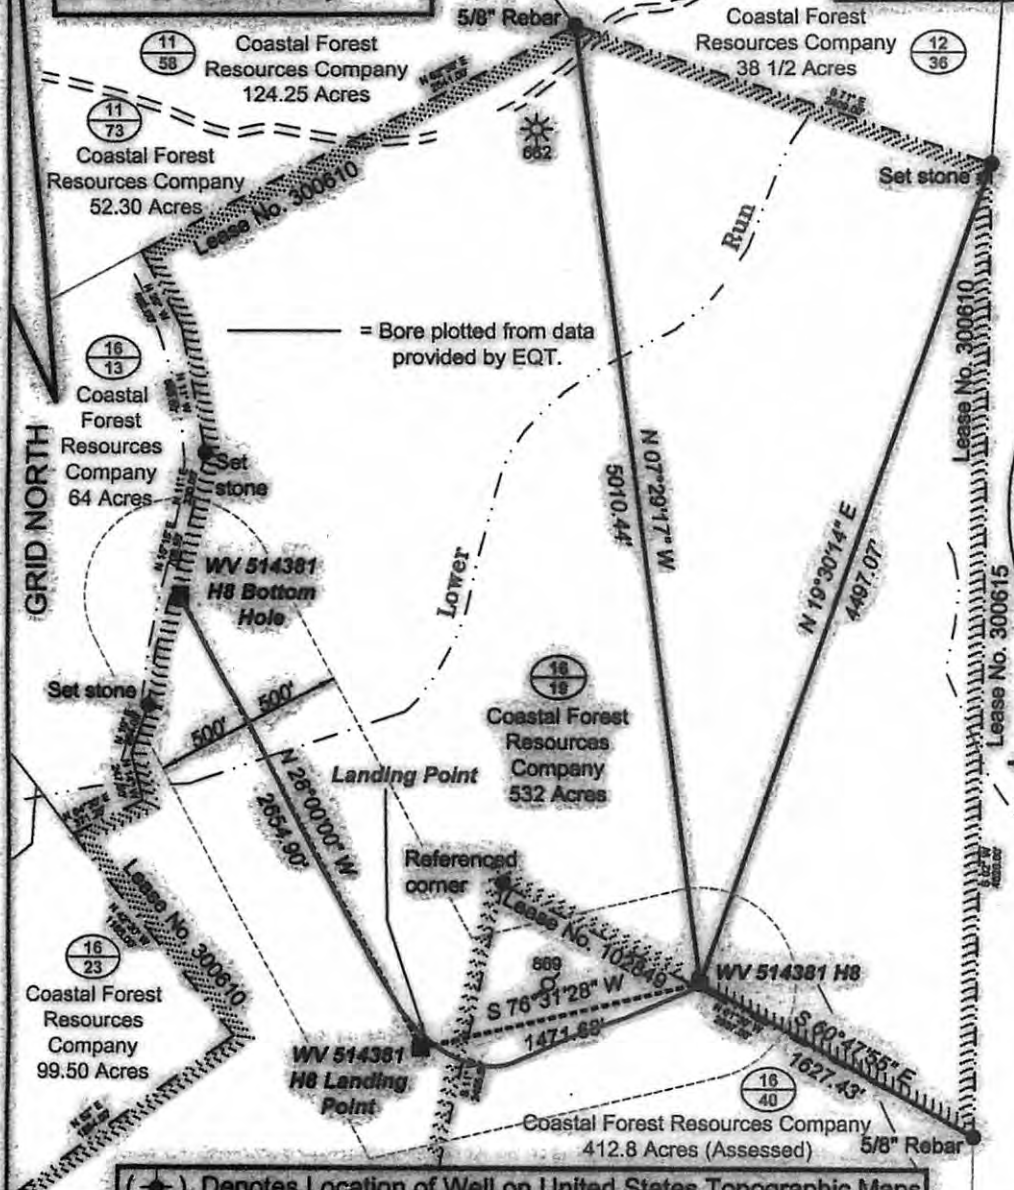 5/8" Rebar
11
58
Coastal Forest
Resources Company
124.25 Acres
Coastal Forest
Resources Company
38 1/2 Acres
12
36
11
73
Coastal Forest
Resources Company
52.30 Acres
Lease No. 300610
662
Set stone
Run
= Bore plotted from data
provided by EQT.
16
13
Coastal
Forest
Resources
Company
64 Acres
GRID NORTH
Set
stone
WV 514381
H8 Bottom
Hole
Lower
N 07°29'17" W
5010.44'
N 19°30'14" E
4497.07'
Lease No. 300610
Lease No. 300615
Set stone
500'
500'
16
19
Coastal Forest
Resources
Company
532 Acres
N 26°00'00" W
2654.90'
Landing Point
Referenced
corner
Lease No. 300610
Lease No. 102849
869
S 76°31'28" W
WV 514381 H8
16
23
Coastal Forest
Resources
Company
99.50 Acres
WV 514381
H8 Landing
Point
S 60°47'55" E
1627.43'
16
40
Coastal Forest Resources Company
412.8 Acres (Assessed)
5/8" Rebar
Denotes Location of Well on United States Topographic Maps